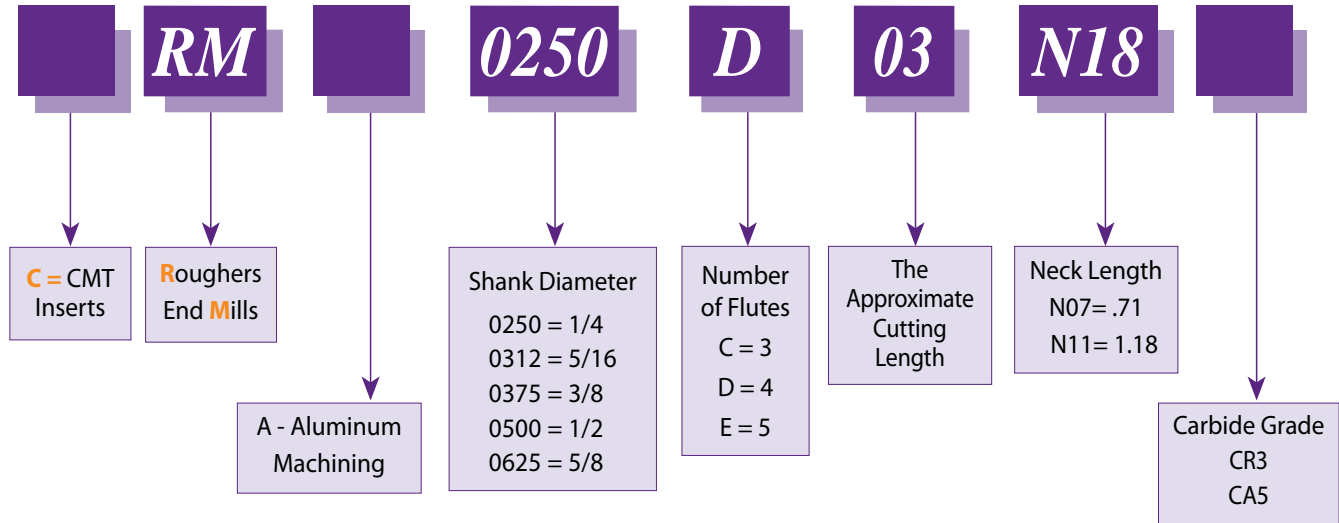 RM
0250
D
03
N18
C = CMT
Inserts
Roughers
End Mills
A - Aluminum
Machining
Shank Diameter
0250 = 1/4
0312 = 5/16
0375 = 3/8
0500 = 1/2
0625 = 5/8
Number
of Flutes
C = 3
D = 4
E = 5
The
Approximate
Cutting
Length
Neck Length
N07= .71
N11= 1.18
Carbide Grade
CR3
CA5